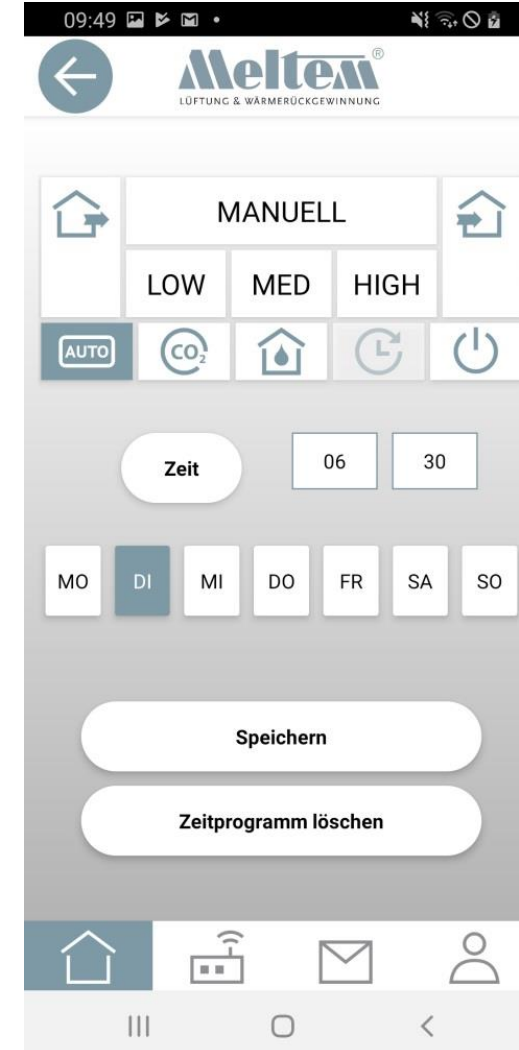 09:49
Meltem®
LÜFTUNG & WÄRMERÜCKGEWINNUNG
MANUELL
LOW MED HIGH
AUTO CO₂
Zeit 06 30
MO DI MI DO FR SA SO
Speichern
Zeitprogramm löschen